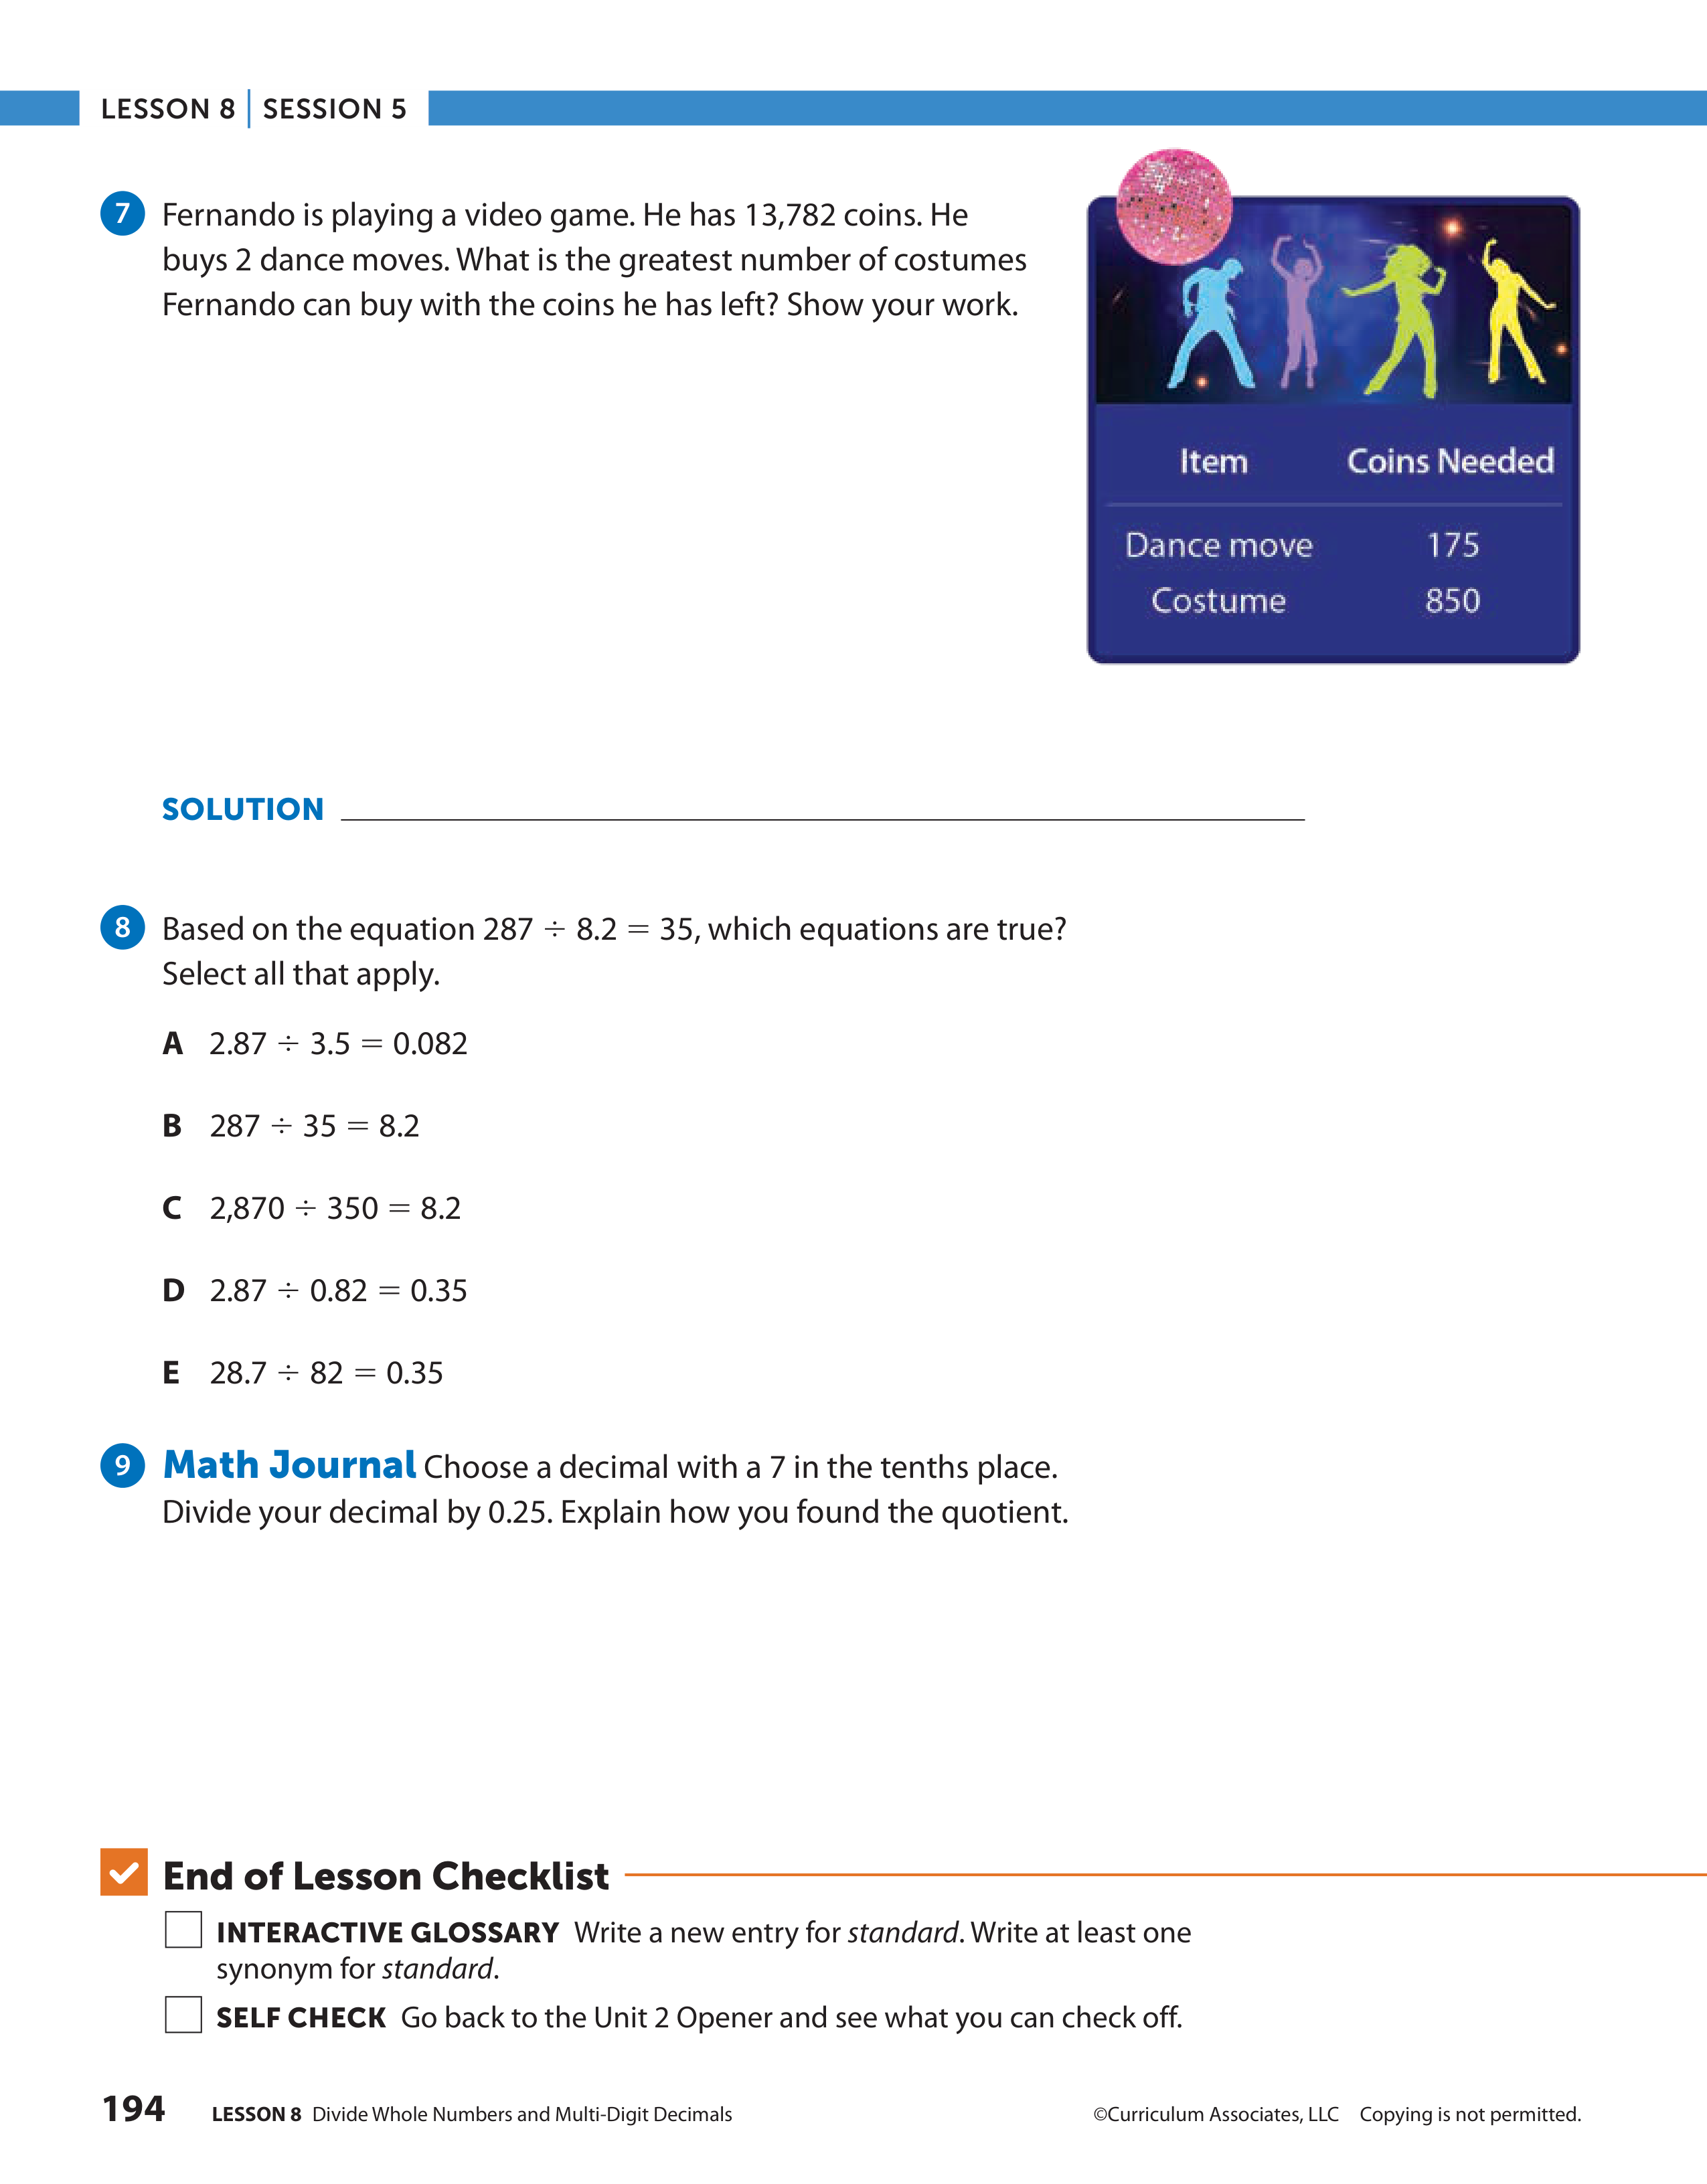 LESSON 8 | SESSION 5
7 Fernando is playing a video game. He has 13,782 coins. He
buys 2 dance moves. What is the greatest number of costumes
Fernando can buy with the coins he has left? Show your work.
Item Coins Needed
Dance move 175
Costume 850
SOLUTION
8 Based on the equation 287 ÷ 8.2 = 35, which equations are true?
Select all that apply.
A 2.87 ÷ 3.5 = 0.082
B 287 ÷ 35 = 8.2
C 2,870 ÷ 350 = 8.2
D 2.87 ÷ 0.82 = 0.35
E 28.7 ÷ 82 = 0.35
9 Math Journal Choose a decimal with a 7 in the tenths place.
Divide your decimal by 0.25. Explain how you found the quotient.
End of Lesson Checklist
INTERACTIVE GLOSSARY Write a new entry for standard. Write at least one
synonym for standard.
SELF CHECK Go back to the Unit 2 Opener and see what you can check off.
194 LESSON 8 Divide Whole Numbers and Multi-Digit Decimals ©Curriculum Associates, LLC Copying is not permitted.